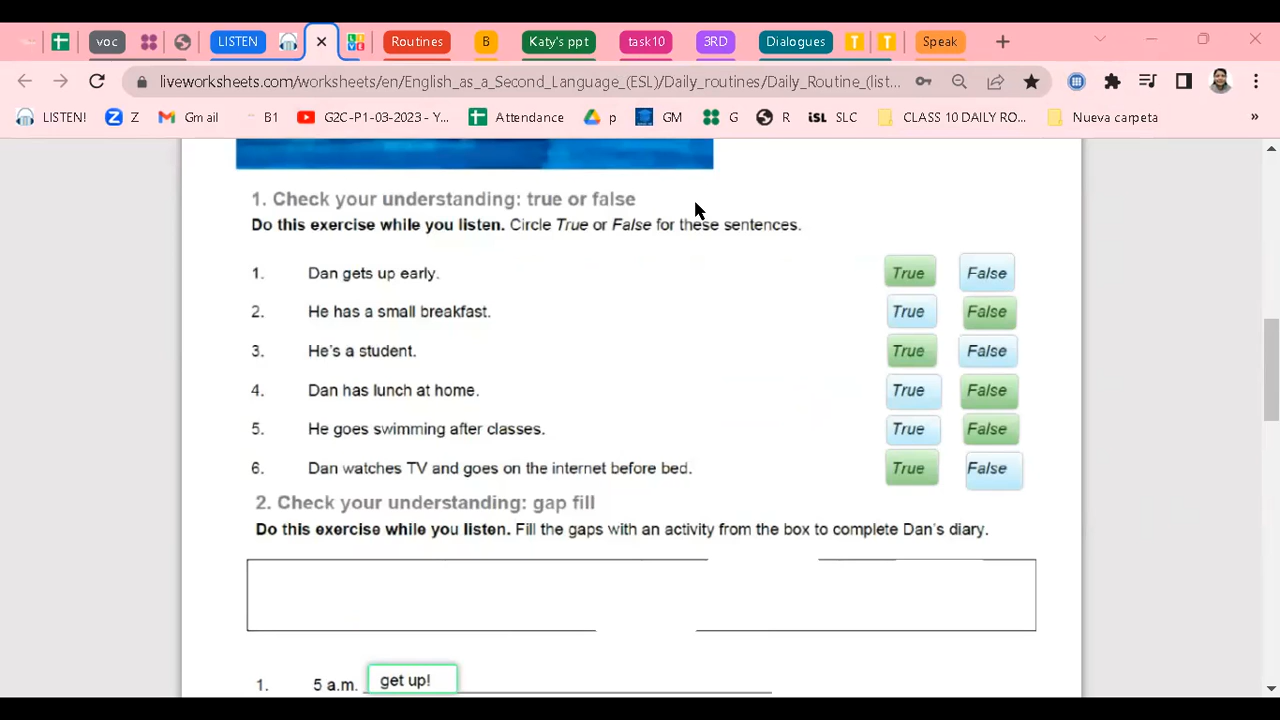 voc
LISTEN
Routines
B
Katy's ppt
task10
3RD
Dialogues
T
T
Speak
liveworksheets.com/worksheets/en/English_as_a_Second_Language_(ESL)/Daily_routines/Daily_Routine_(list...
LISTEN!
Z
Gmail
B1
G2C - 11-03-2023 - Y...
Attendance
p
GM
G
R
iSL SLC
CLASS 10 DAILY RO...
Nueva carpeta
»
1. Check your understanding: true or false
Do this exercise while you listen. Circle True or False for these sentences.
1. Dan gets up early. True False
2. He has a small breakfast. True False
3. He's a student. True False
4. Dan has lunch at home. True False
5. He goes swimming after classes. True False
6. Dan watches TV and goes on the internet before bed. True False
2. Check your understanding: gap fill
Do this exercise while you listen. Fill the gaps with an activity from the box to complete Dan's diary.
1. 5 a.m. get up!